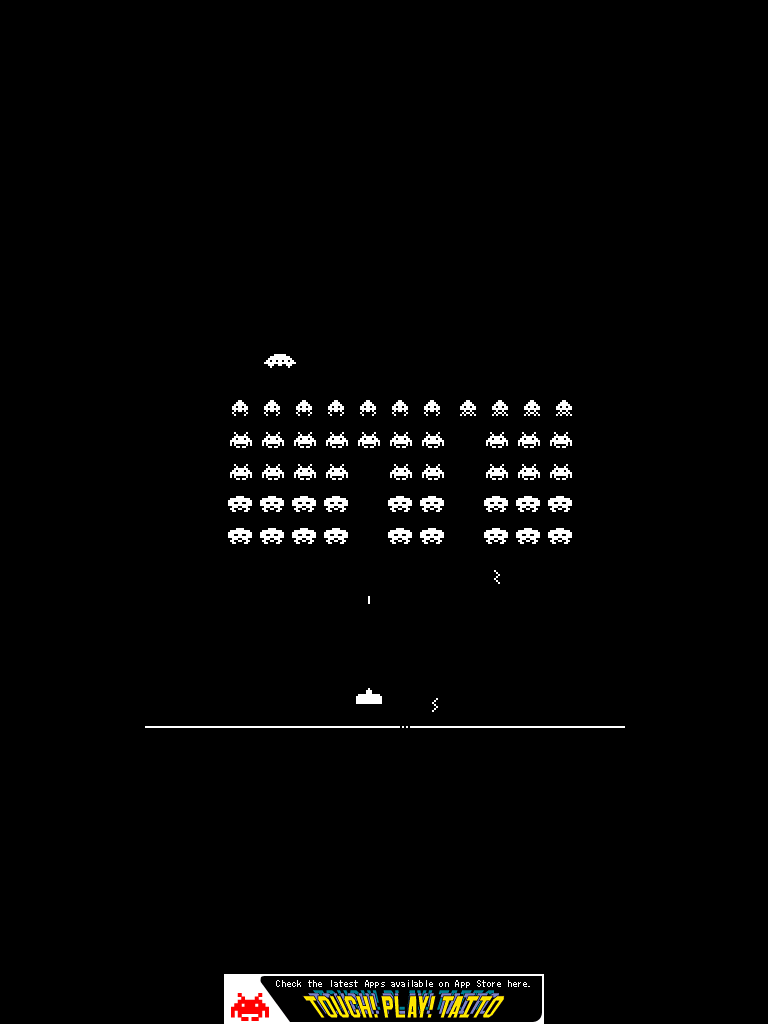 Check the latest Apps available on App Store here.
TOUCH! PLAY! TAITO